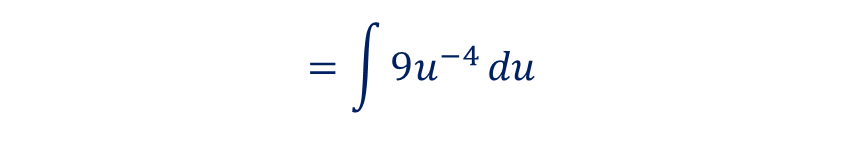 = ∫ 9u⁻⁴ du